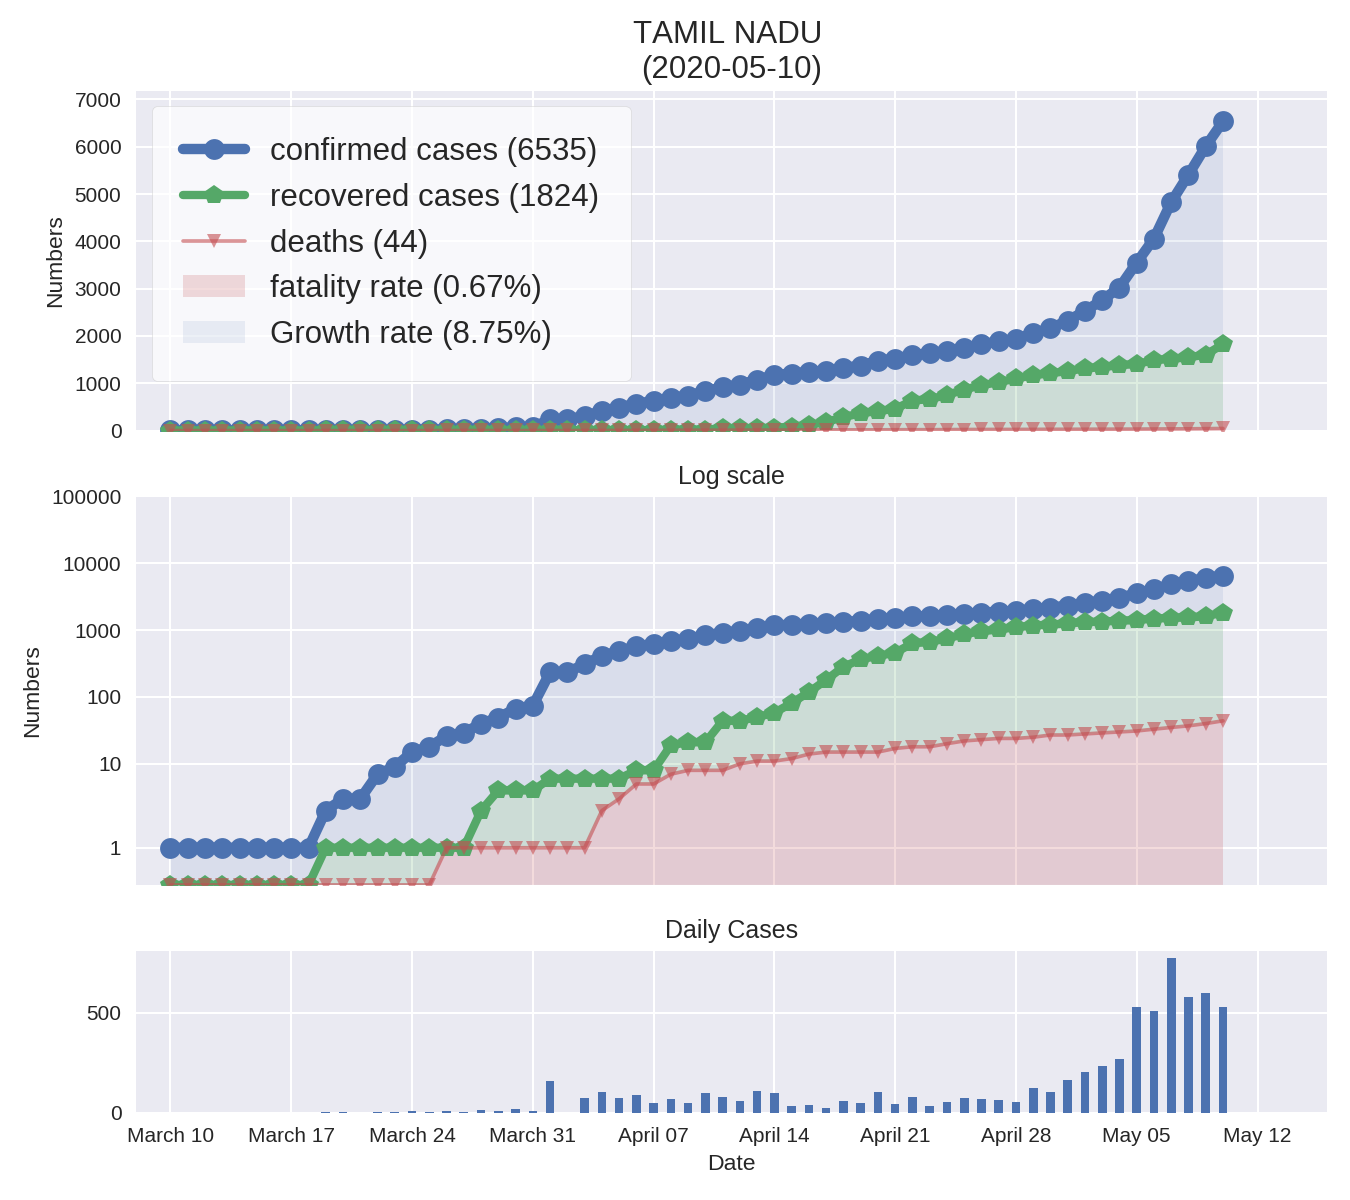 TAMIL NADU
(2020-05-10)
7000
6000
5000
4000
3000
2000
1000
0
Numbers
confirmed cases (6535)
recovered cases (1824)
deaths (44)
fatality rate (0.67%)
Growth rate (8.75%)
Log scale
100000
10000
1000
100
10
1
Numbers
Daily Cases
500
0
March 10 March 17 March 24 March 31 April 07 April 14 April 21 April 28 May 05 May 12
Date